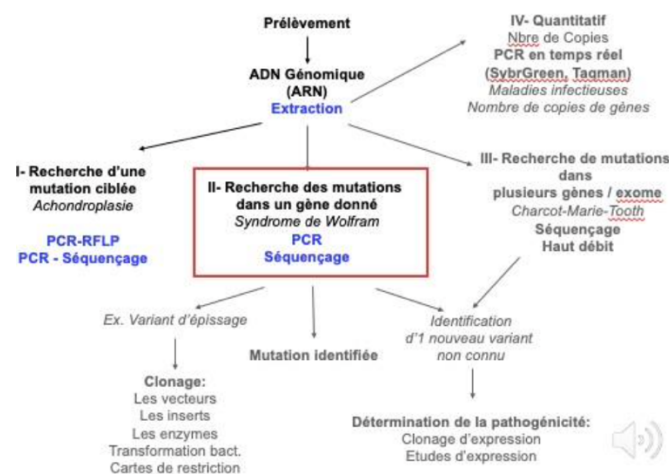 Prélèvement
ADN Génomique
(ARN)
Extraction
IV- Quantitatif
Nbre de Copies
PCR en temps réel
(SybrGreen, Taqman)
Maladies infectieuses
Nombre de copies de gènes
I- Recherche d'une
mutation ciblée
Achondroplasie
PCR-RFLP
PCR - Séquençage
II- Recherche des mutations
dans un gène donné
Syndrome de Wolfram
PCR
Séquençage
III- Recherche de mutations
dans
plusieurs gènes / exome
Charcot-Marie-Tooth
Séquençage
Haut débit
Ex. Variant d'épissage
Clonage:
Les vecteurs
Les inserts
Les enzymes
Transformation bact.
Cartes de restriction
Mutation identifiée
Identification
d'1 nouveau variant
non connu
Détermination de la pathogénicité:
Clonage d'expression
Etudes d'expression